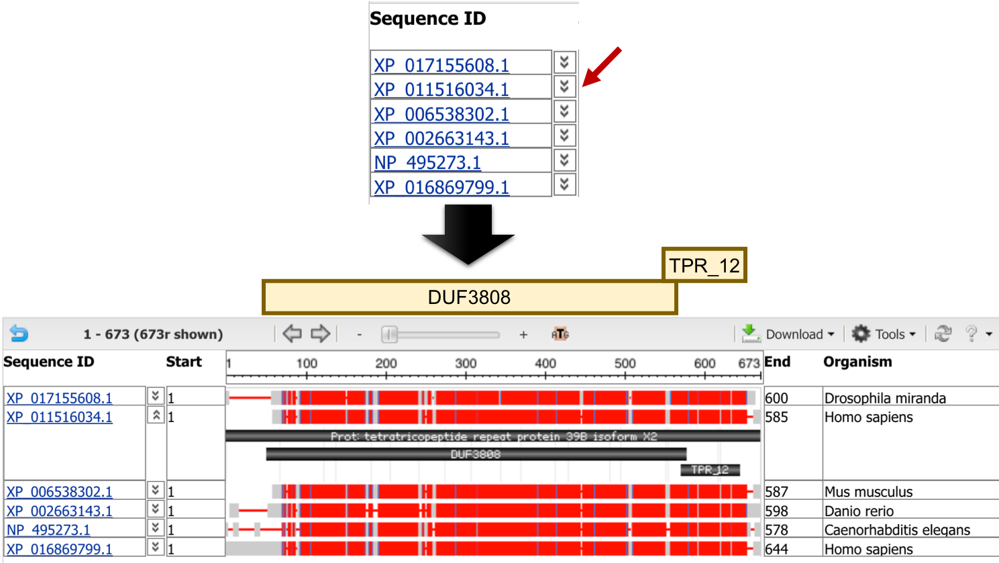 Sequence ID
XP_017155608.1
XP_011516034.1
XP_006538302.1
XP_002663143.1
NP_495273.1
XP_016869799.1
TPR_12
DUF3808
1 - 673 (673r shown) - + ATG Download Tools ?
Sequence ID Start 1 100 200 300 400 500 600 673 End Organism
XP_017155608.1 1 600 Drosophila miranda
XP_011516034.1 1 585 Homo sapiens
Prot: tetratricopeptide repeat protein 39B isoform X2
DUF3808
TPR_12
XP_006538302.1 1 587 Mus musculus
XP_002663143.1 1 598 Danio rerio
NP_495273.1 1 578 Caenorhabditis elegans
XP_016869799.1 1 644 Homo sapiens